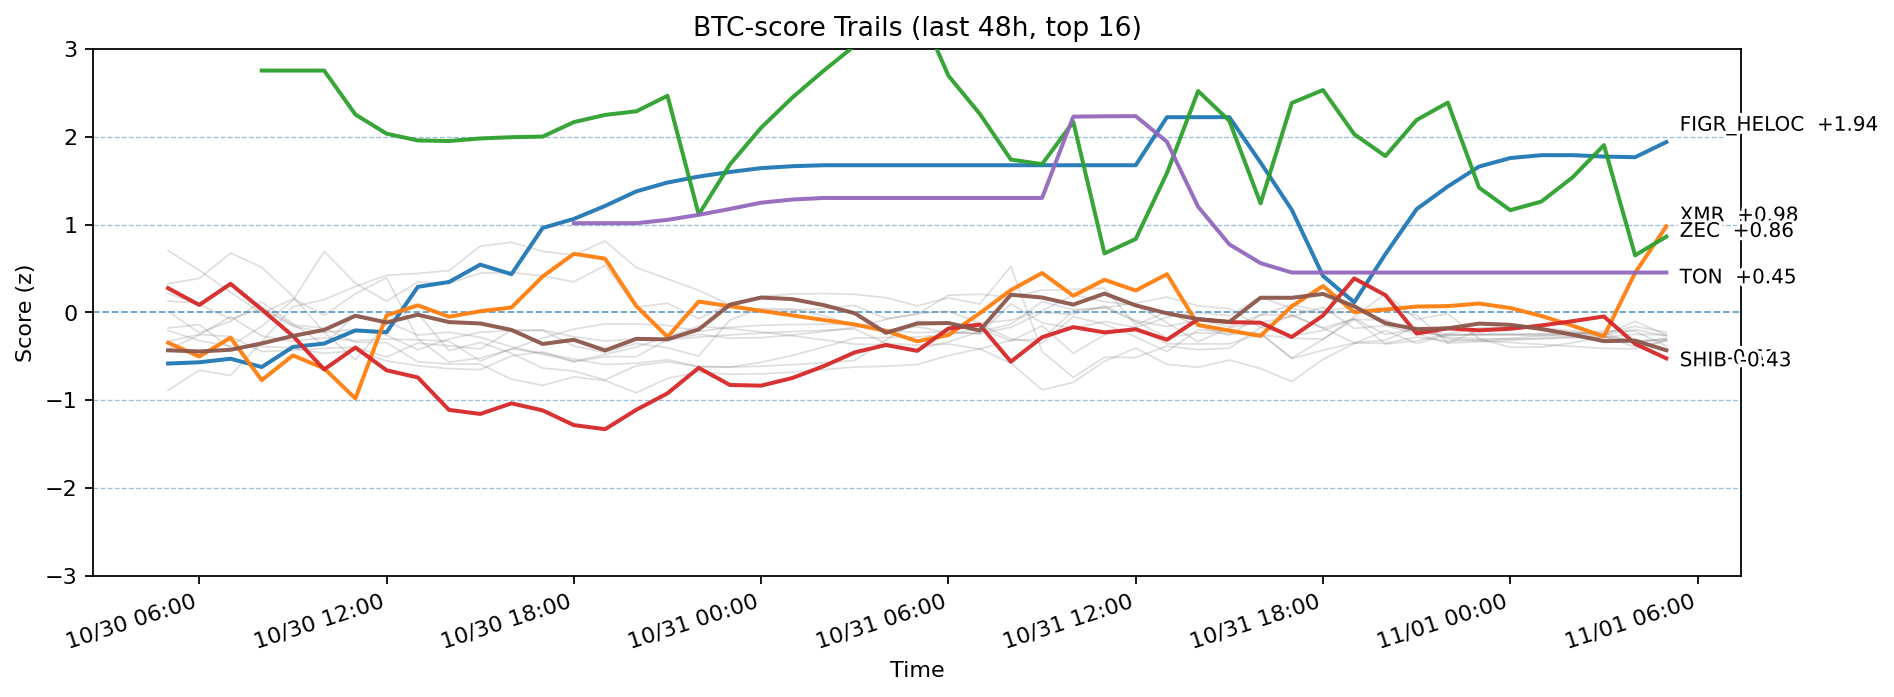 BTC-score Trails (last 48h, top 16)
Score (z)
3
2
1
0
−1
−2
−3
FIGR_HELOC +1.94
XMR +0.98
ZEC +0.86
TON +0.45
SHIB -0.43
10/30 06:00
10/30 12:00
10/30 18:00
10/31 00:00
10/31 06:00
10/31 12:00
10/31 18:00
11/01 00:00
11/01 06:00
Time